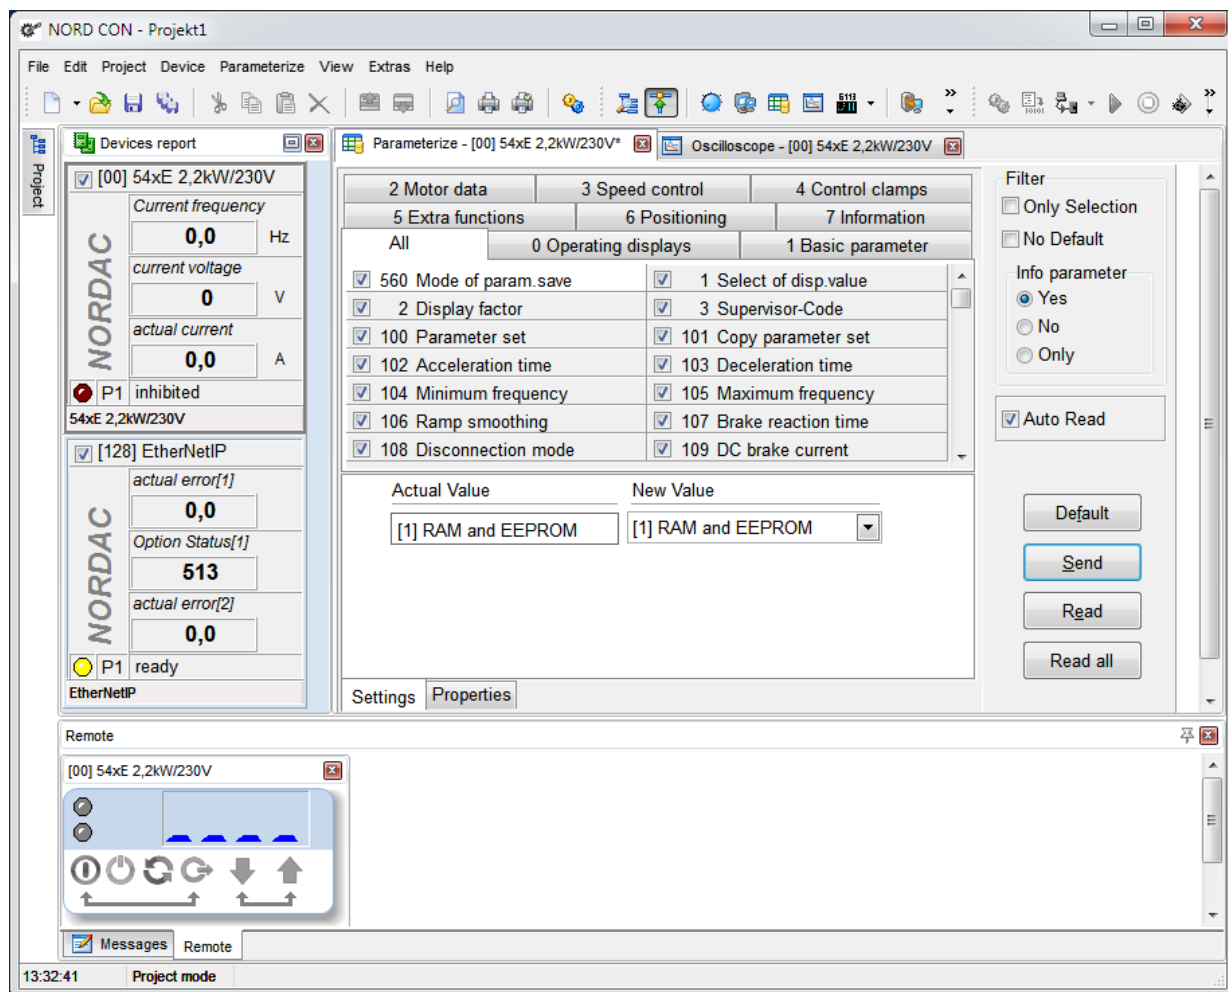 NORD CON - Projekt1
File Edit Project Device Parameterize View Extras Help
Project
Devices report
[00] 54xE 2,2kW/230V
NORDAC
Current frequency
0,0 Hz
current voltage
0 V
actual current
0,0 A
P1 inhibited
54xE 2,2kW/230V
[128] EtherNetIP
NORDAC
actual error[1]
0,0
Option Status[1]
513
actual error[2]
0,0
P1 ready
EtherNetIP
Parameterize - [00] 54xE 2,2kW/230V* Oscilloscope - [00] 54xE 2,2kW/230V
2 Motor data 3 Speed control 4 Control clamps
5 Extra functions 6 Positioning 7 Information
All 0 Operating displays 1 Basic parameter
560 Mode of param.save 1 Select of disp.value
2 Display factor 3 Supervisor-Code
100 Parameter set 101 Copy parameter set
102 Acceleration time 103 Deceleration time
104 Minimum frequency 105 Maximum frequency
106 Ramp smoothing 107 Brake reaction time
108 Disconnection mode 109 DC brake current
Actual Value New Value
[1] RAM and EEPROM [1] RAM and EEPROM
Settings Properties
Filter
Only Selection
No Default
Info parameter
Yes
No
Only
Auto Read
Default
Send
Read
Read all
Remote
[00] 54xE 2,2kW/230V
Messages Remote
13:32:41 Project mode